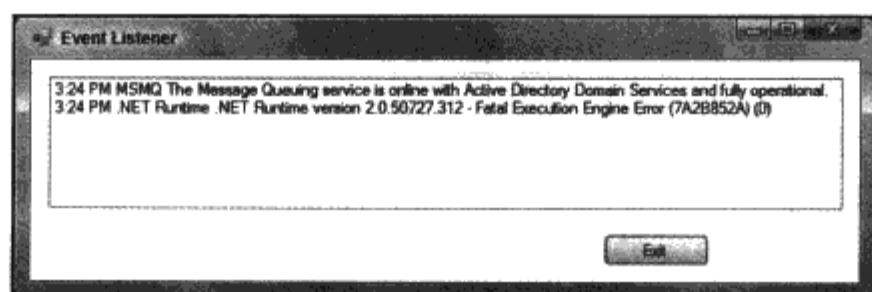 Event Listener
3:24 PM MSMQ The Message Queuing service is online with Active Directory Domain Services and fully operational.
3:24 PM .NET Runtime .NET Runtime version 2.0.50727.312 - Fatal Execution Engine Error (7A2B852A) (0)
Exit